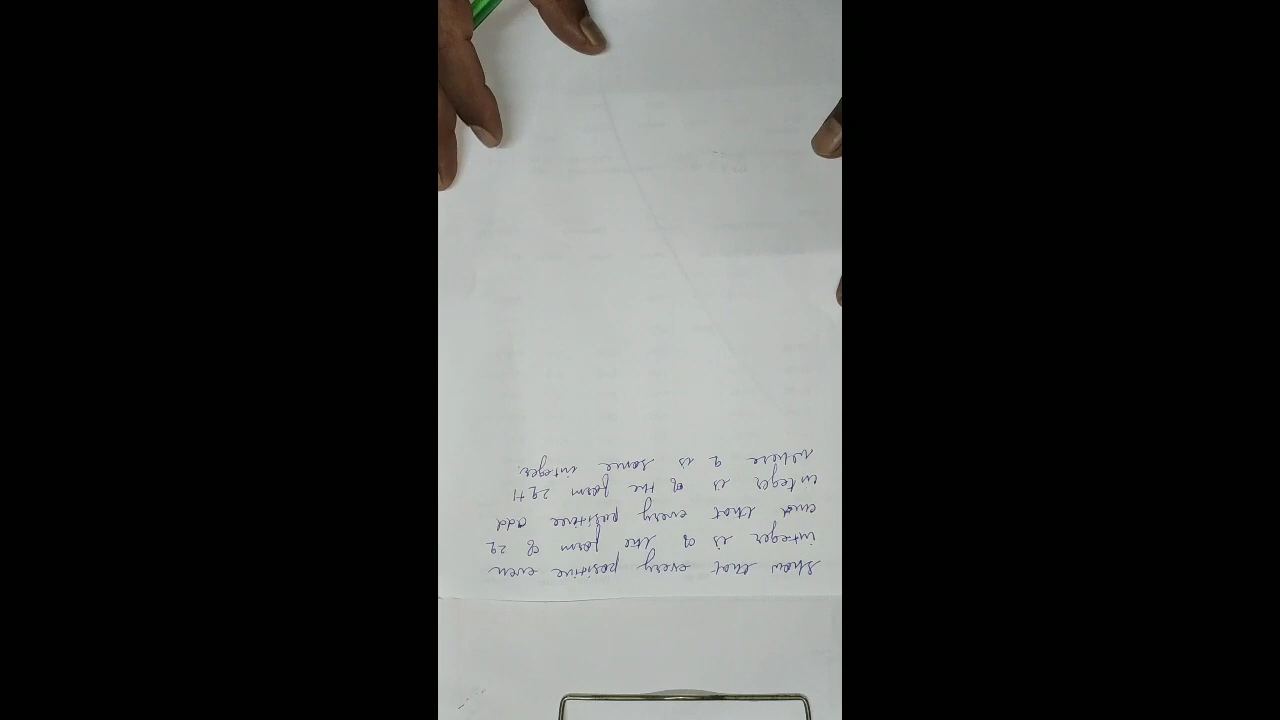 show that every positive even
integer is of the form of 2q
and that every positive odd
integer is of the form 2q+1
where q is some integer.